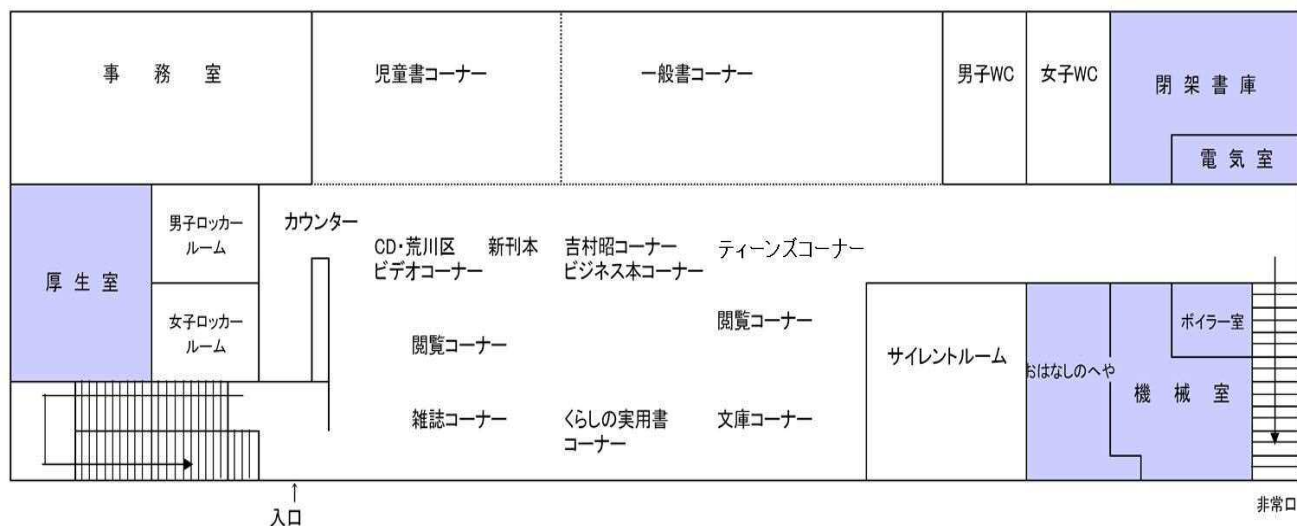 事務室
児童書コーナー
一般書コーナー
男子WC
女子WC
閉架書庫
電気室
厚生室
男子ロッカー
ルーム
女子ロッカー
ルーム
カウンター
CD・荒川区
ビデオコーナー
新刊本
吉村昭コーナー
ビジネス本コーナー
ティーンズコーナー
閲覧コーナー
閲覧コーナー
雑誌コーナー
くらしの実用書
コーナー
文庫コーナー
サイレントルーム
おはなしのへや
ボイラー室
機械室
↑
入口
非常口